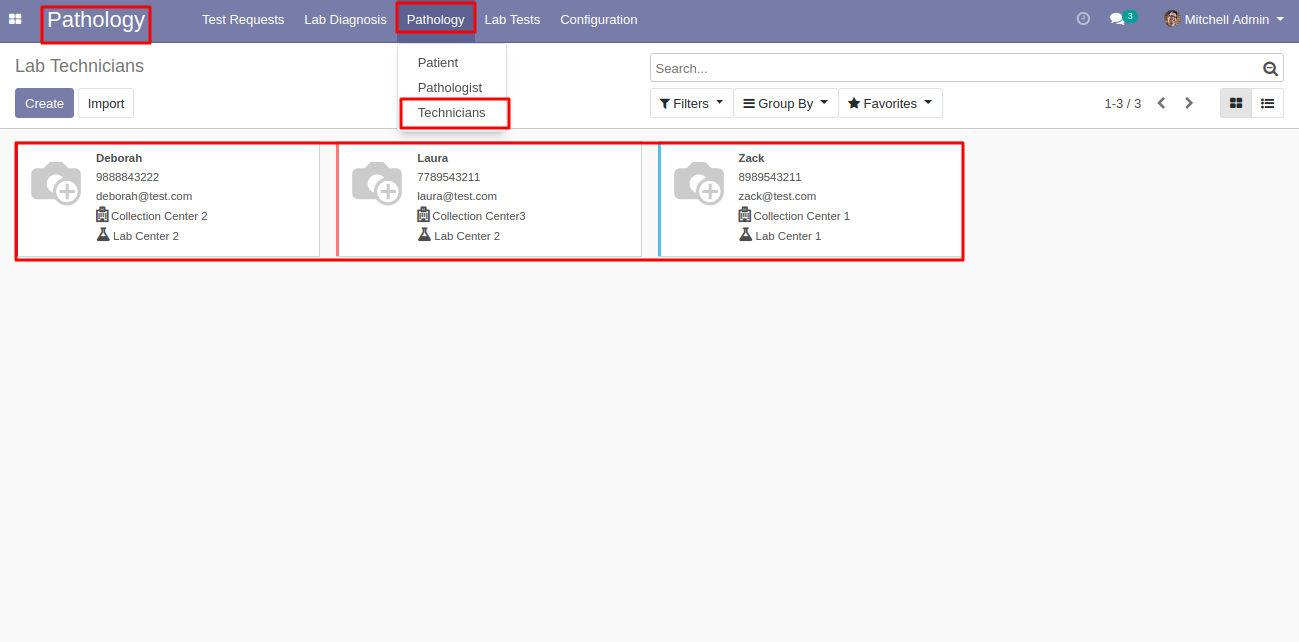 Pathology Test Requests Lab Diagnosis Pathology Lab Tests Configuration 3 Mitchell Admin
Patient
Pathologist
Technicians
Lab Technicians
Search...
Create Import
Filters Group By Favorites 1-3 / 3
Deborah
9888843222
deborah@test.com
Collection Center 2
Lab Center 2
Laura
7789543211
laura@test.com
Collection Center3
Lab Center 2
Zack
8989543211
zack@test.com
Collection Center 1
Lab Center 1